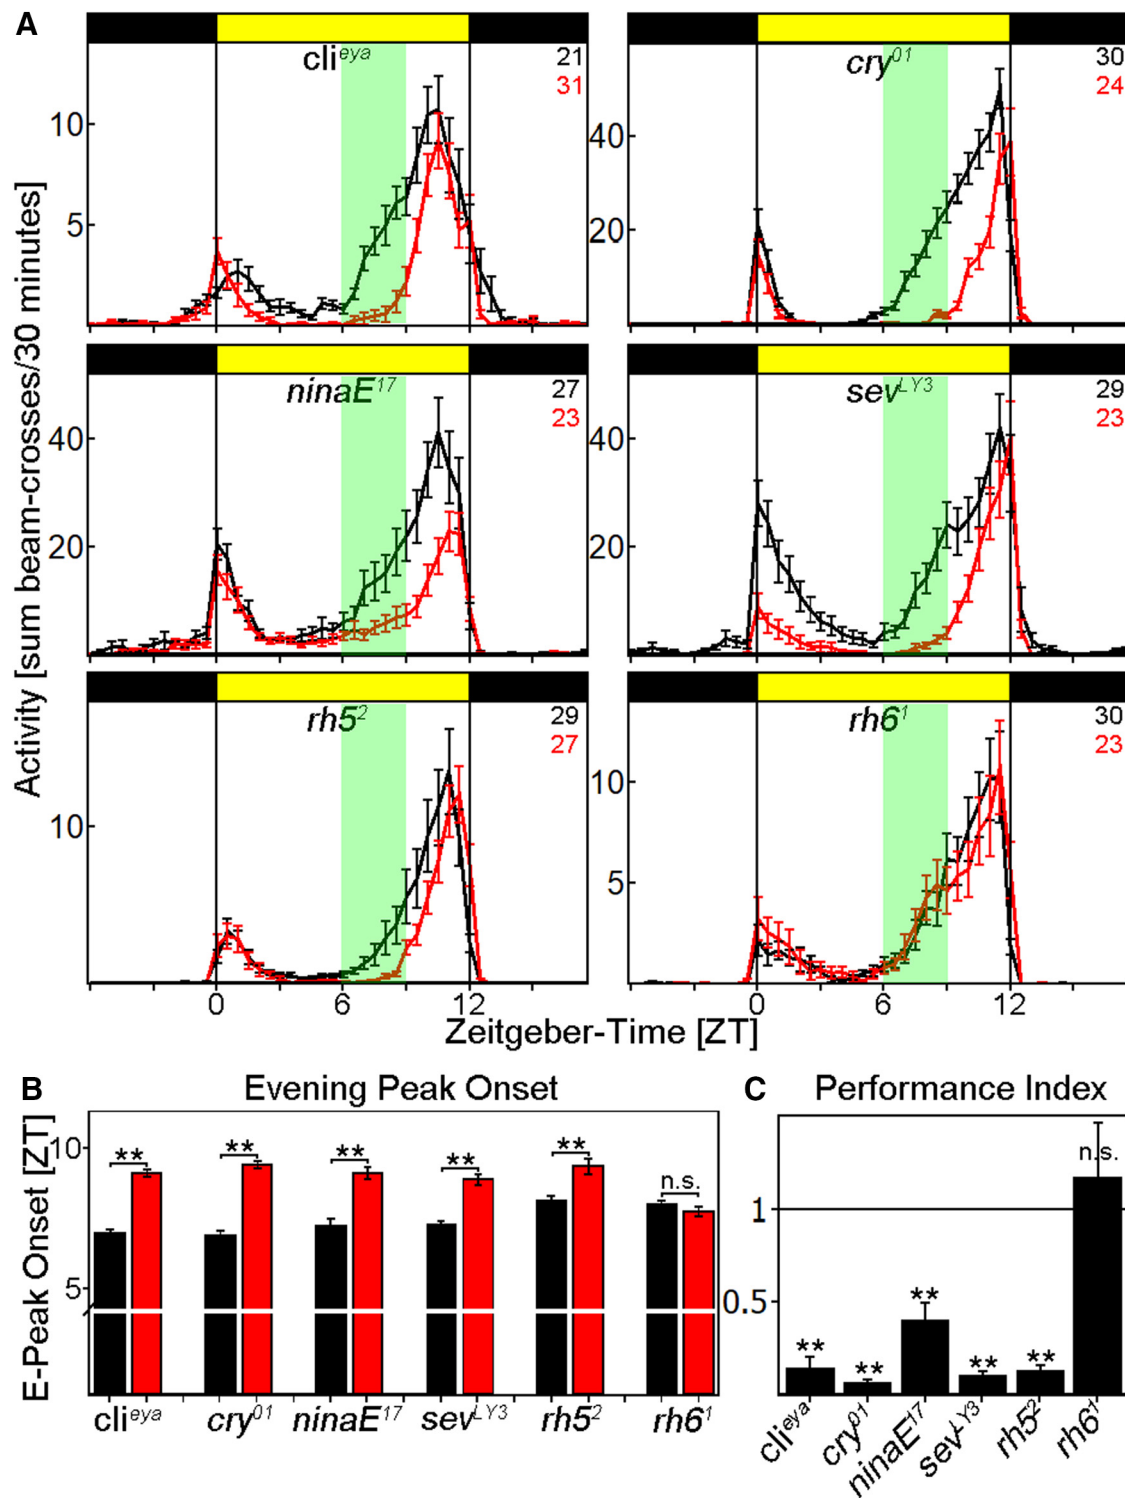 A
cli^eya 21
31
cry^01 30
24
10
5
40
20
ninaE^17 27
23
sev^LY3 29
23
40
20
40
20
rh5^2 29
27
rh6^1 30
23
10
10
5
0 6 12
0 6 12
Activity [sum beam-crosses/30 minutes]
Zeitgeber-Time [ZT]
B Evening Peak Onset
E-Peak Onset [ZT]
10
5
** ** ** ** ** n.s.
cli^eya cry^01 ninaE^17 sev^LY3 rh5^2 rh6^1
C Performance Index
1
0.5
** ** ** ** ** n.s.
cli^eya cry^01 ninaE^17 sev^LY3 rh5^2 rh6^1